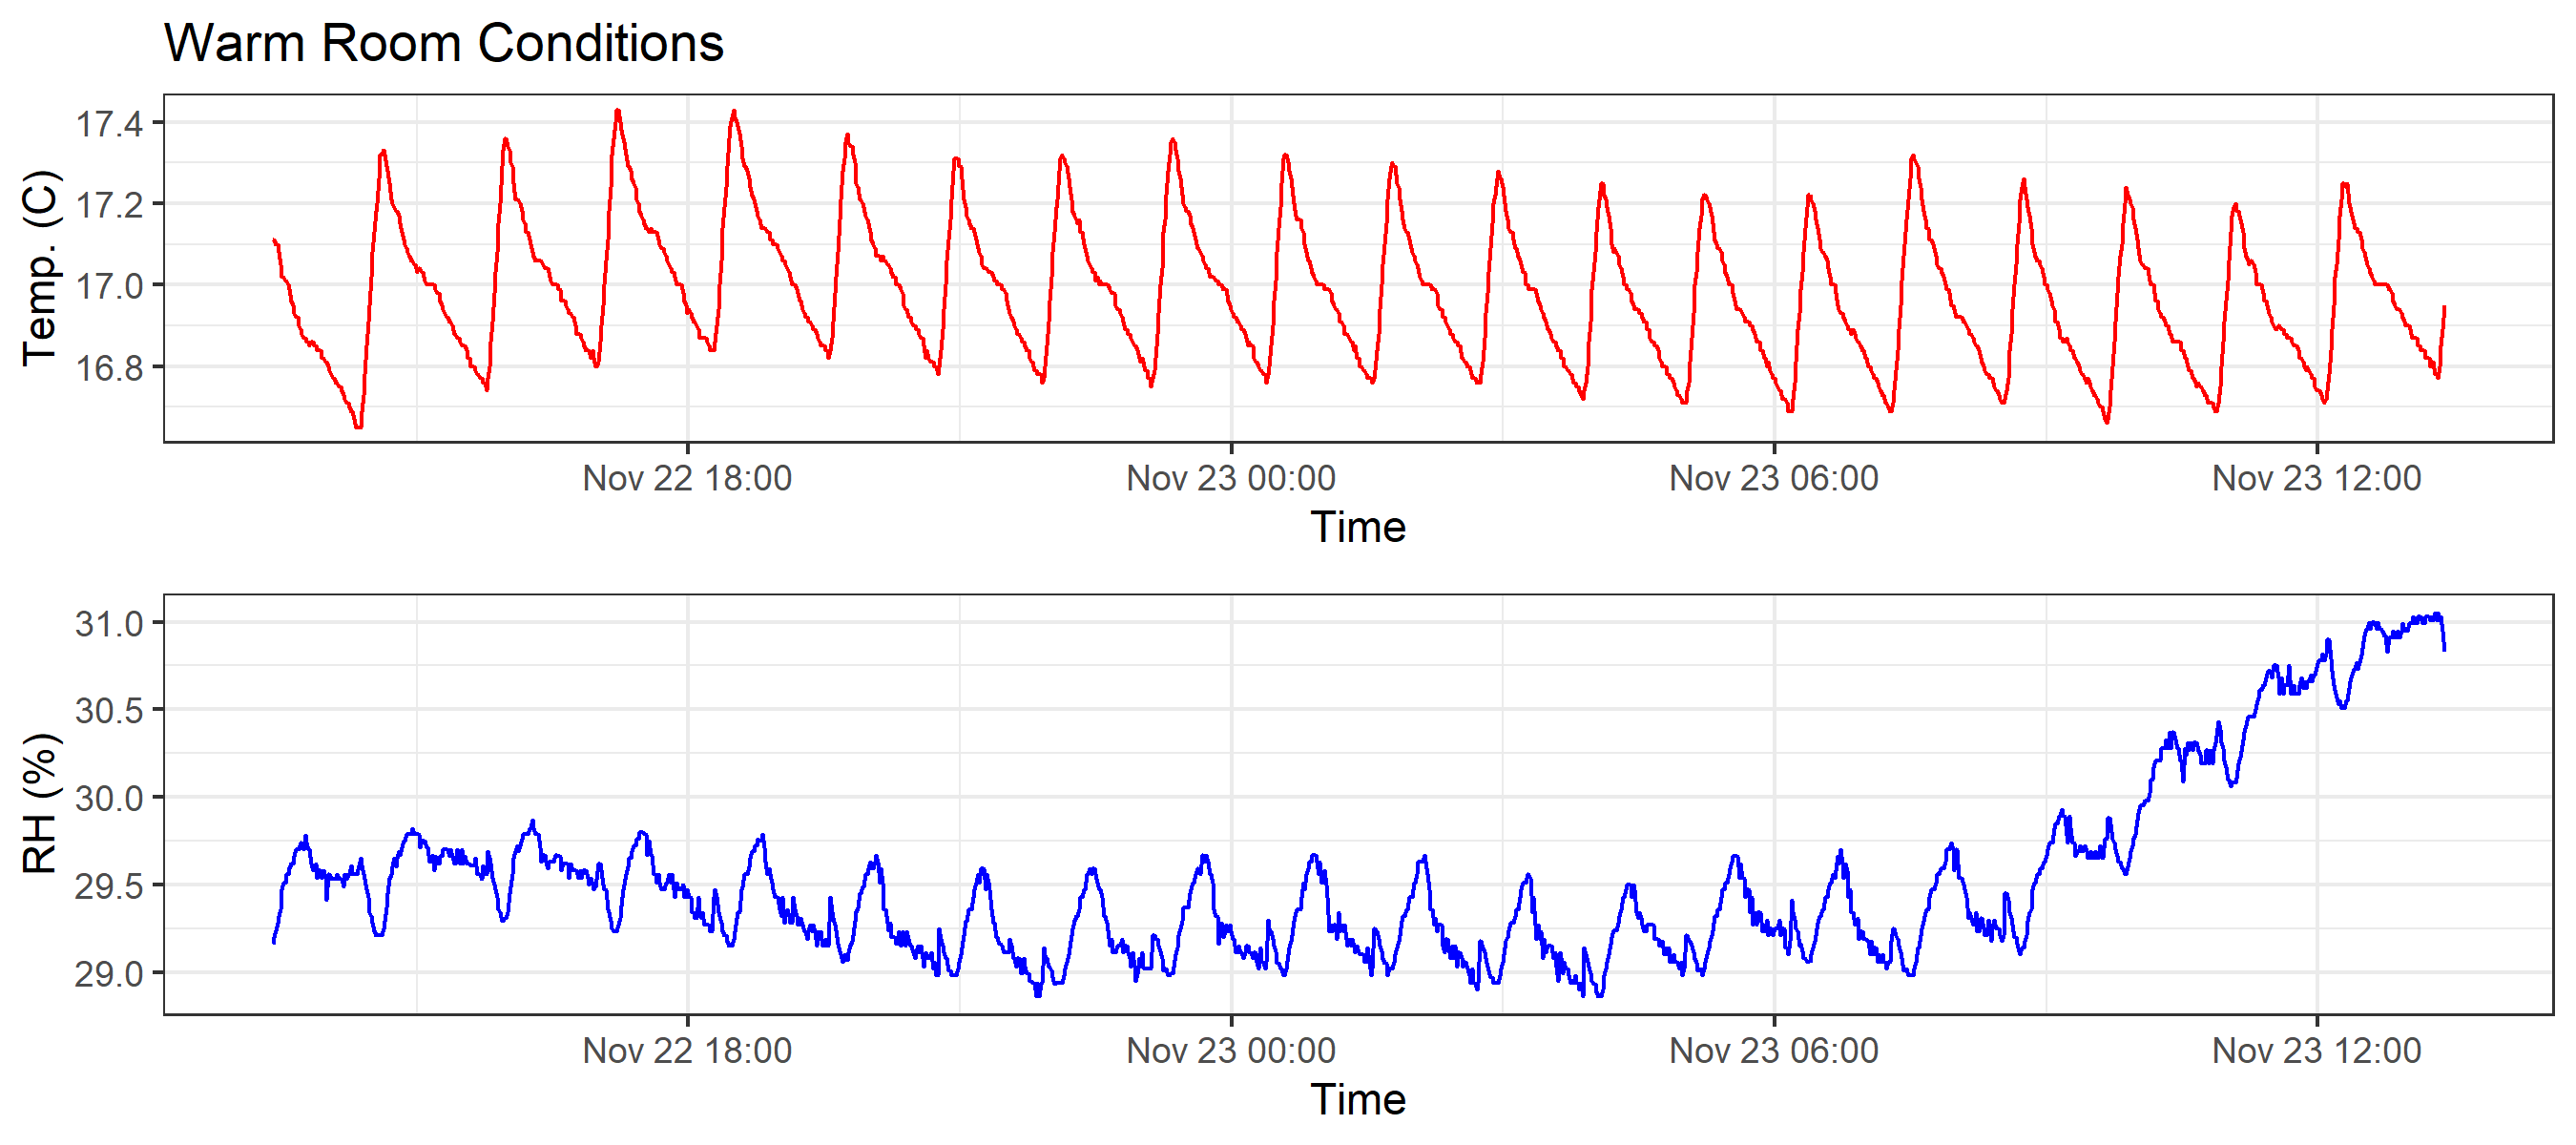 Warm Room Conditions
Temp. (C)
17.4
17.2
17.0
16.8
Nov 22 18:00 Nov 23 00:00 Nov 23 06:00 Nov 23 12:00
Time
RH (%)
31.0
30.5
30.0
29.5
29.0
Nov 22 18:00 Nov 23 00:00 Nov 23 06:00 Nov 23 12:00
Time